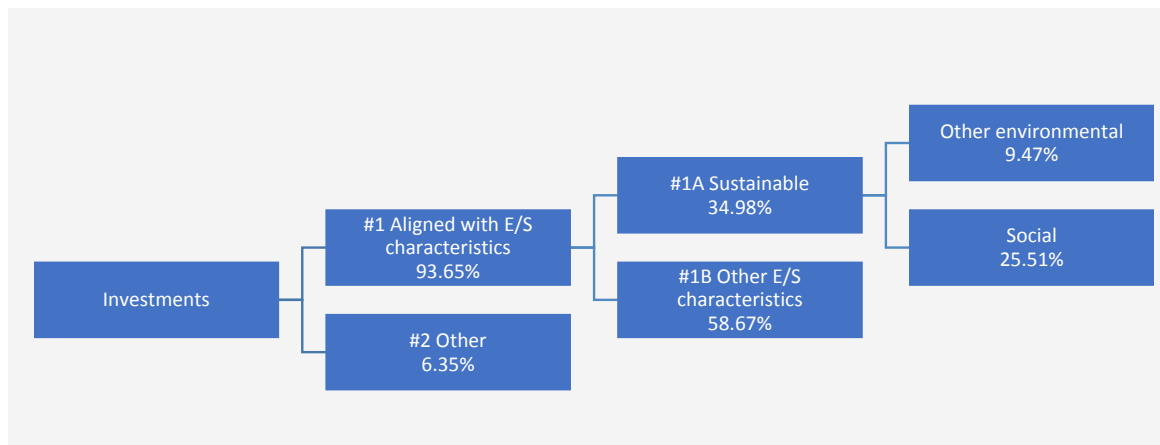 Investments
#1 Aligned with E/S
characteristics
93.65%
#2 Other
6.35%
#1A Sustainable
34.98%
#1B Other E/S
characteristics
58.67%
Other environmental
9.47%
Social
25.51%